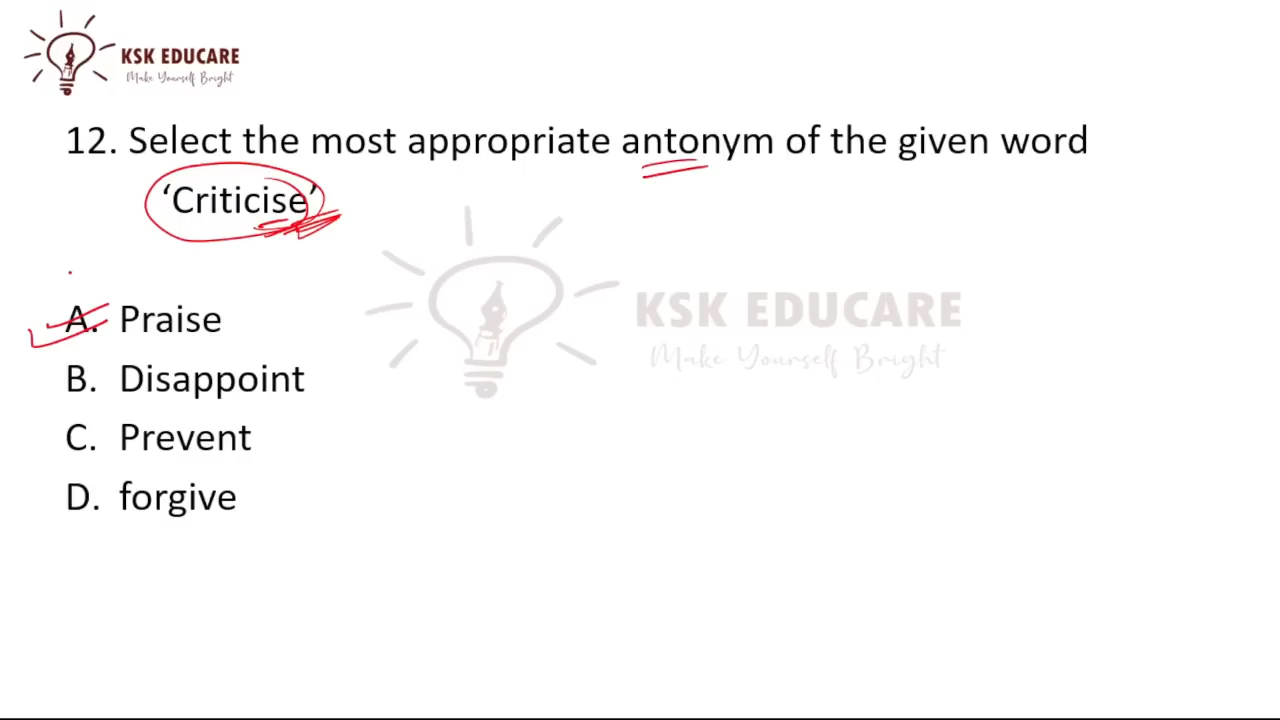 KSK EDUCARE
Make Yourself Bright
12. Select the most appropriate antonym of the given word
‘Criticise’
A. Praise
B. Disappoint
C. Prevent
D. forgive
KSK EDUCARE
Make Yourself Bright